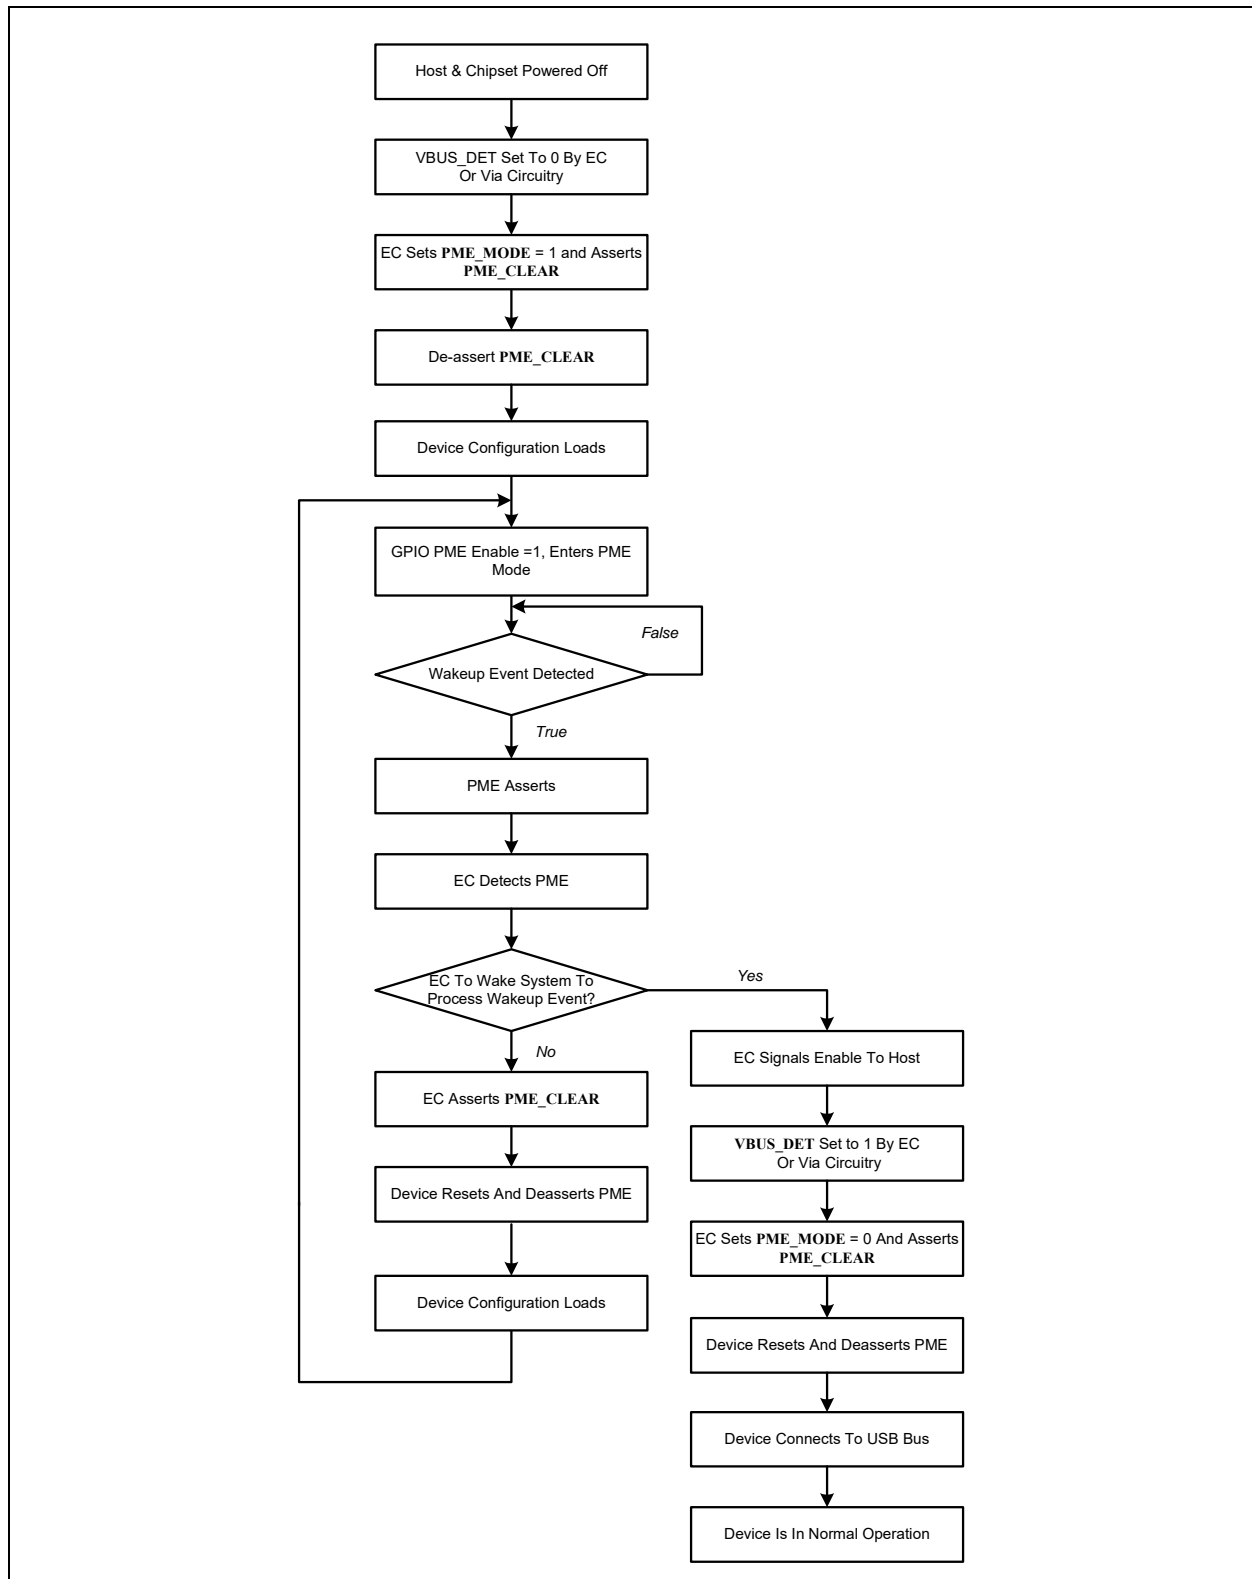 Host & Chipset Powered Off
VBUS_DET Set To 0 By EC
Or Via Circuitry
EC Sets PME_MODE = 1 and Asserts
PME_CLEAR
De-assert PME_CLEAR
Device Configuration Loads
GPIO PME Enable =1, Enters PME
Mode
False
Wakeup Event Detected
True
PME Asserts
EC Detects PME
EC To Wake System To
Process Wakeup Event?
Yes
No
EC Asserts PME_CLEAR
Device Resets And Deasserts PME
Device Configuration Loads
EC Signals Enable To Host
VBUS_DET Set to 1 By EC
Or Via Circuitry
EC Sets PME_MODE = 0 And Asserts
PME_CLEAR
Device Resets And Deasserts PME
Device Connects To USB Bus
Device Is In Normal Operation